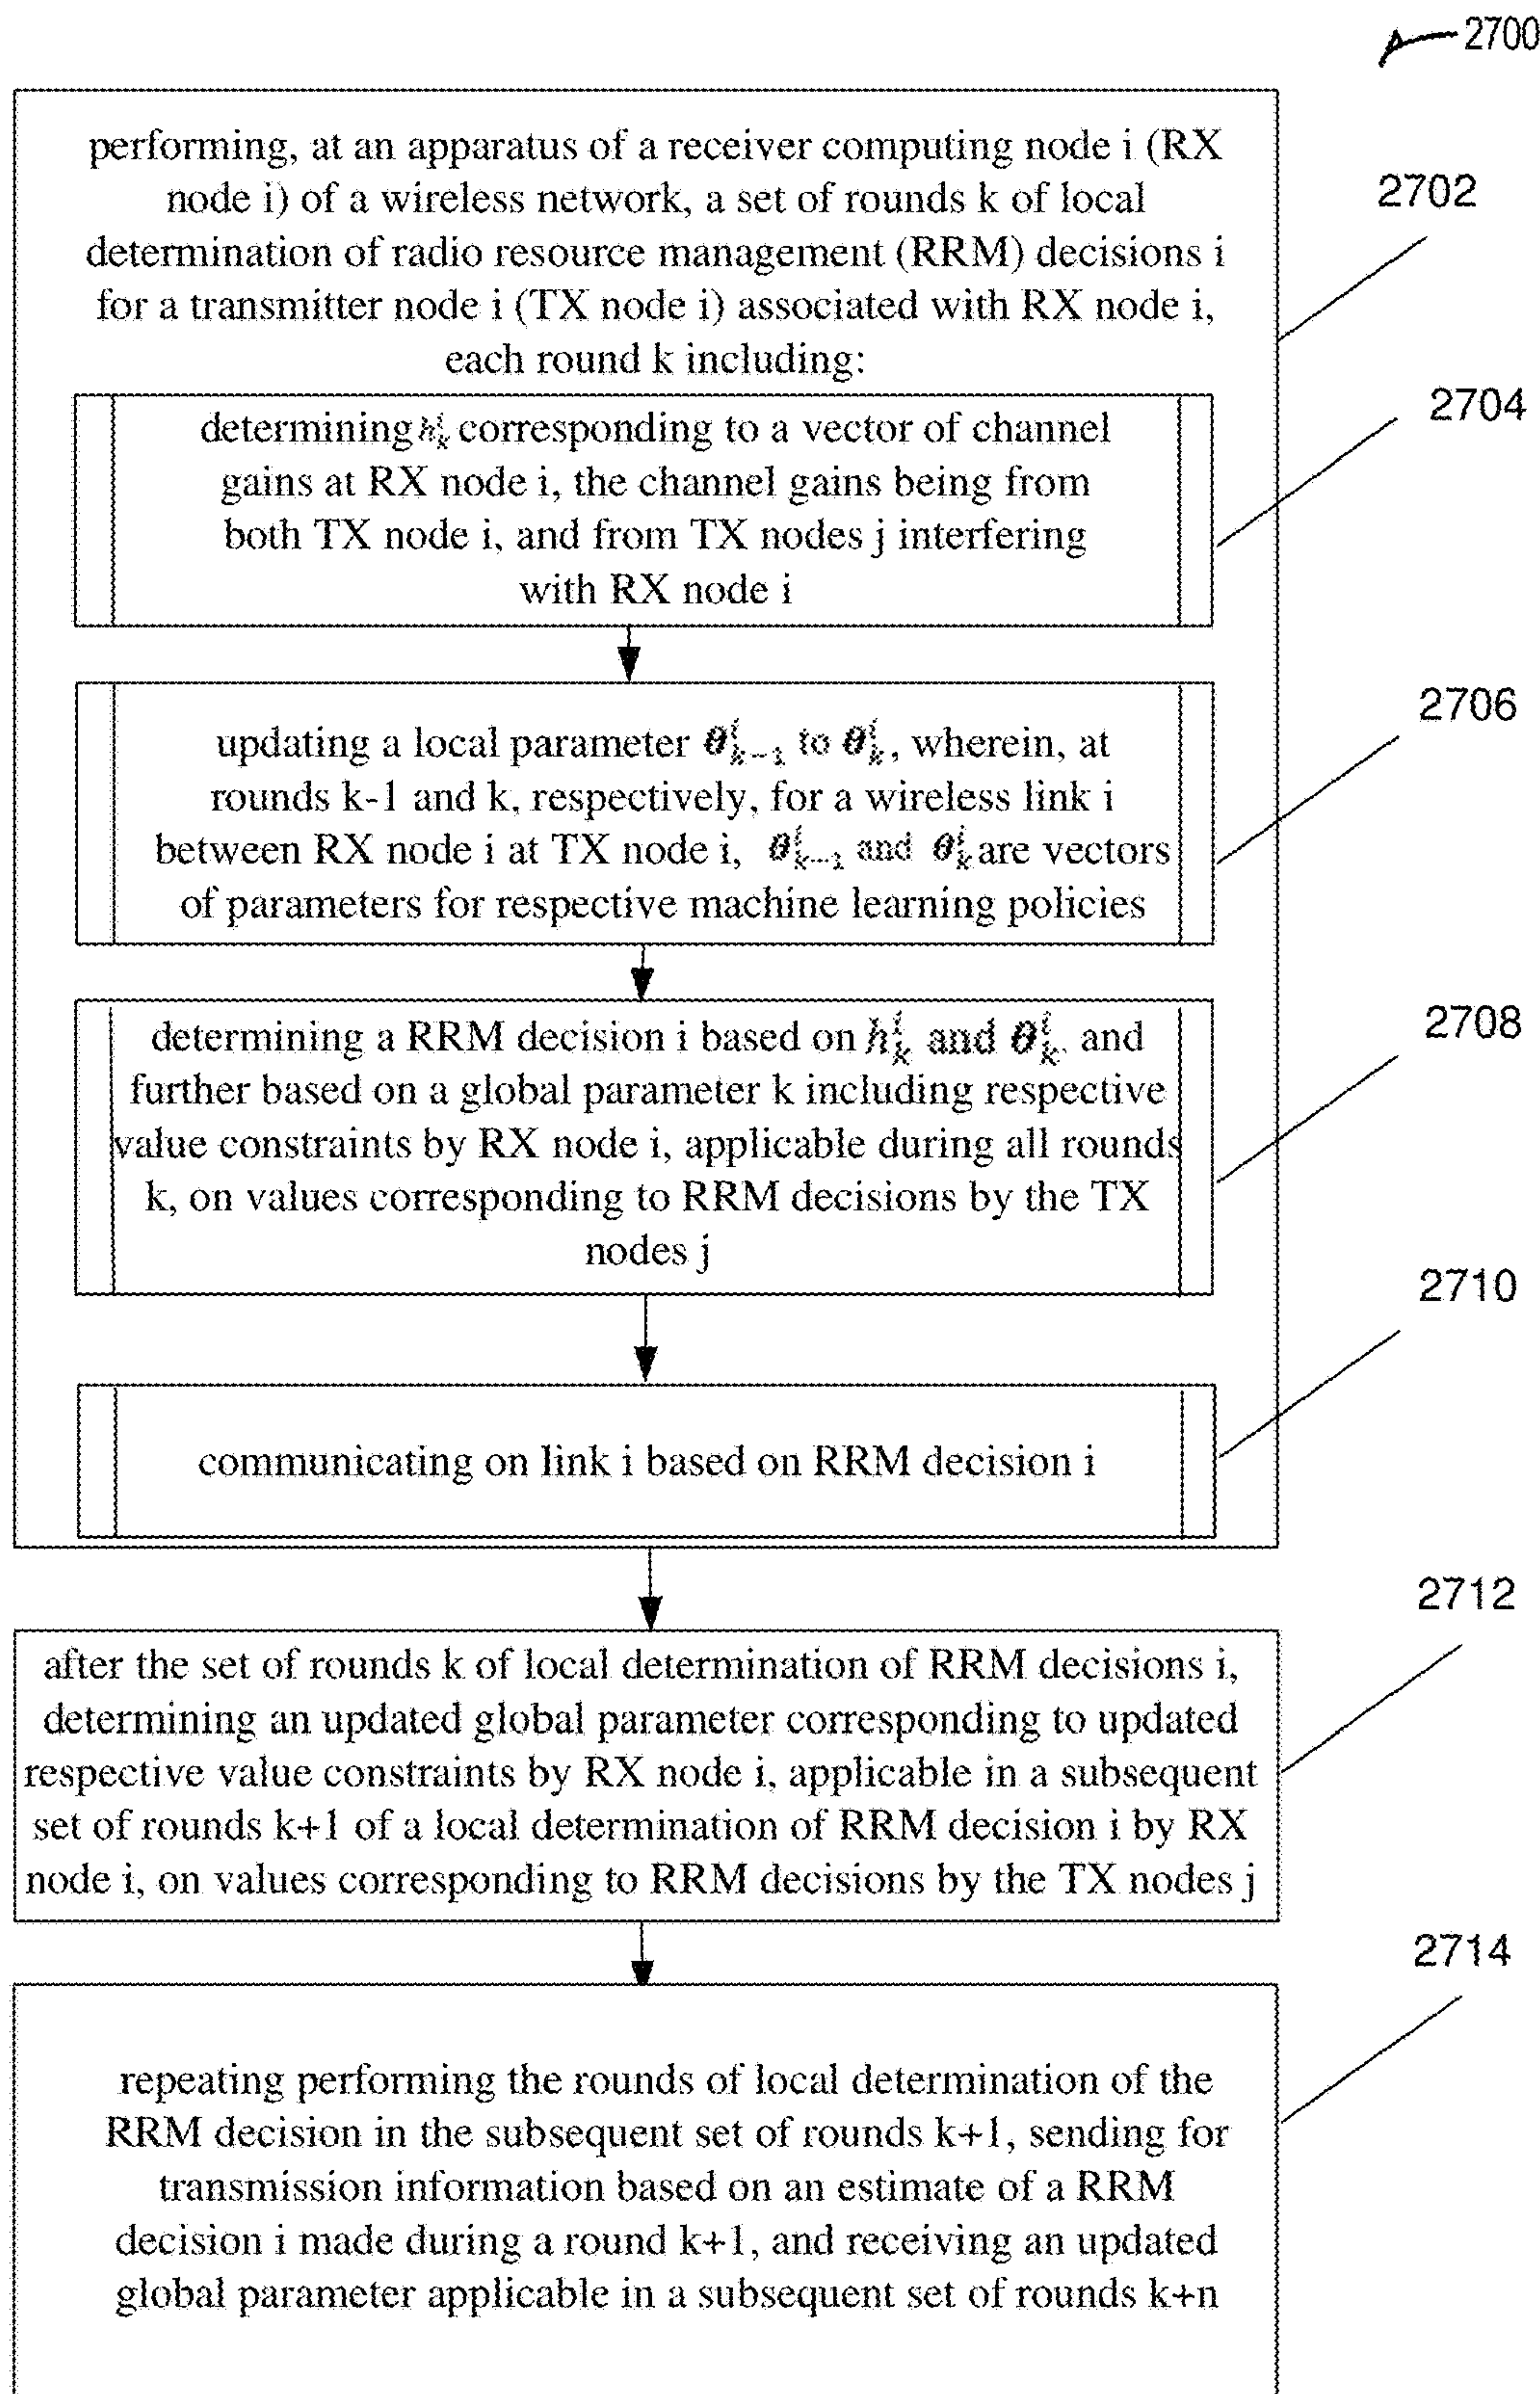 2700
performing, at an apparatus of a receiver computing node i (RX
node i) of a wireless network, a set of rounds k of local
determination of radio resource management (RRM) decisions i
for a transmitter node i (TX node i) associated with RX node i,
each round k including:
2702
determining hᵢₖ corresponding to a vector of channel
gains at RX node i, the channel gains being from
both TX node i, and from TX nodes j interfering
with RX node i
2704
updating a local parameter θⁱₖ₋₁ to θⁱₖ, wherein, at
rounds k-1 and k, respectively, for a wireless link i
between RX node i at TX node i, θⁱₖ₋₁ and θⁱₖ are vectors
of parameters for respective machine learning policies
2706
determining a RRM decision i based on hⁱₖ and θⁱₖ, and
further based on a global parameter k including respective
value constraints by RX node i, applicable during all rounds
k, on values corresponding to RRM decisions by the TX
nodes j
2708
communicating on link i based on RRM decision i
2710
after the set of rounds k of local determination of RRM decisions i,
determining an updated global parameter corresponding to updated
respective value constraints by RX node i, applicable in a subsequent
set of rounds k+1 of a local determination of RRM decision i by RX
node i, on values corresponding to RRM decisions by the TX nodes j
2712
repeating performing the rounds of local determination of the
RRM decision in the subsequent set of rounds k+1, sending for
transmission information based on an estimate of a RRM
decision i made during a round k+1, and receiving an updated
global parameter applicable in a subsequent set of rounds k+n
2714